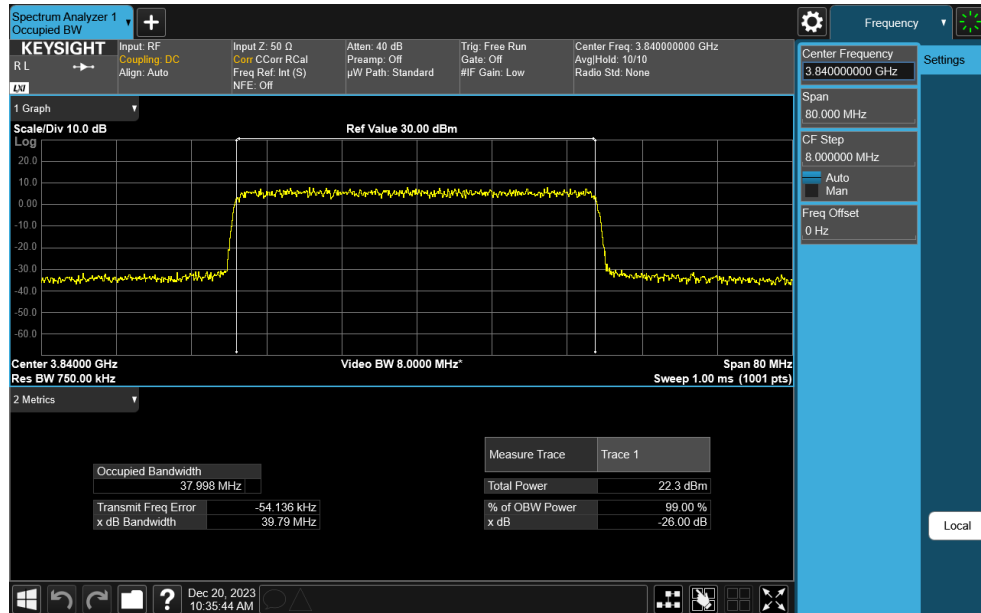 Spectrum Analyzer 1
Occupied BW
Frequency
KEYSIGHT
RL
LXI
Input: RF
Coupling: DC
Align: Auto
Input Z: 50 Ω
Corr CCorr RCal
Freq Ref: Int (S)
NFE: Off
Atten: 40 dB
Preamp: Off
µW Path: Standard
Trig: Free Run
Gate: Off
#IF Gain: Low
Center Freq: 3.840000000 GHz
Avg|Hold: 10/10
Radio Std: None
Center Frequency
3.840000000 GHz
Settings
Span
80.000 MHz
CF Step
8.000000 MHz
Auto
Man
Freq Offset
0 Hz
Local
1 Graph
Scale/Div 10.0 dB
Ref Value 30.00 dBm
Log
20.0
10.0
0.00
-10.0
-20.0
-30.0
-40.0
-50.0
-60.0
Center 3.84000 GHz
Video BW 8.0000 MHz*
Span 80 MHz
Res BW 750.00 kHz
Sweep 1.00 ms (1001 pts)
2 Metrics
Occupied Bandwidth
37.998 MHz
Transmit Freq Error -54.136 kHz
x dB Bandwidth 39.79 MHz
Measure Trace Trace 1
Total Power 22.3 dBm
% of OBW Power 99.00 %
x dB -26.00 dB
?
Dec 20, 2023
10:35:44 AM